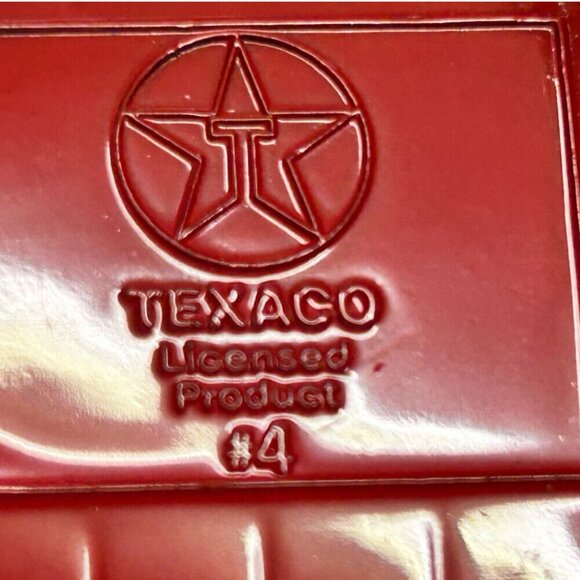 T
TEXACO
Licensed
Product
#4